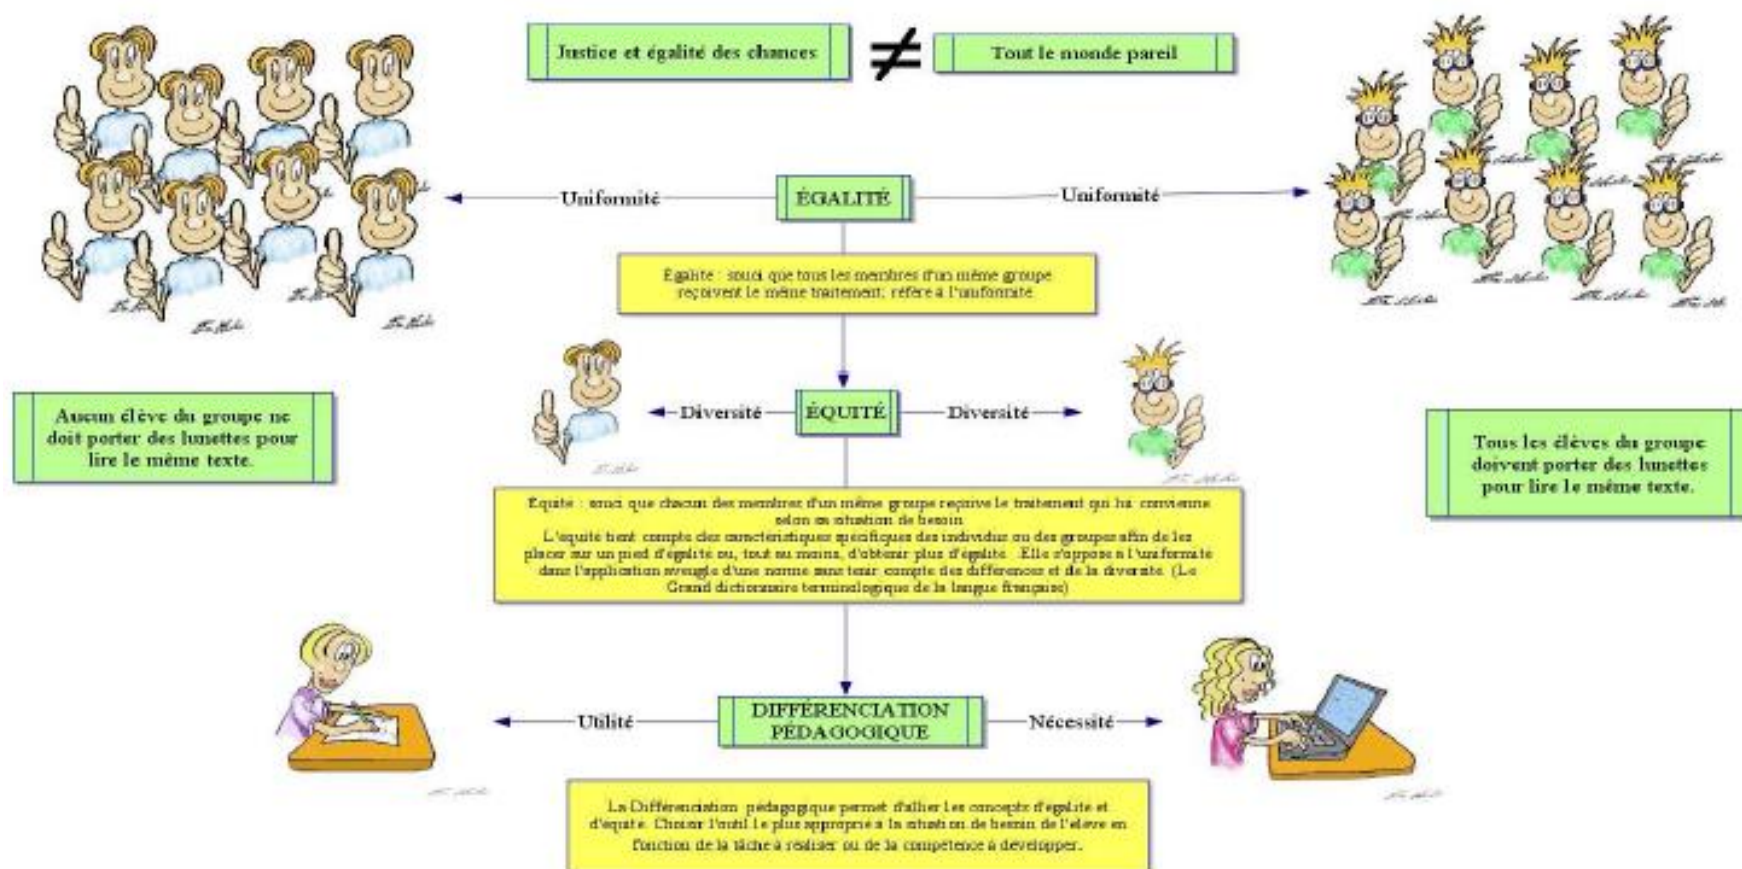 Justice et égalité des chances
≠
Tout le monde pareil
Uniformité
ÉGALITÉ
Uniformité
Égalité : souci que tous les membres d'un même groupe
reçoivent le même traitement; réfère à l'uniformité.
Aucun élève du groupe ne
doit porter des lunettes pour
lire le même texte.
Diversité
ÉQUITÉ
Diversité
Tous les élèves du groupe
doivent porter des lunettes
pour lire le même texte.
Équité : souci que chacun des membres d'un même groupe reçoive le traitement qui lui convienne
selon sa situation de besoin
L'équité tient compte des caractéristiques spécifiques des individus ou des groupes afin de les
placer sur un pied d'égalité ou, tout au moins, d'obtenir plus d'égalité. Elle s'oppose à l'uniformité
dans l'application aveugle d'une norme sans tenir compte des différences et de la diversité. (Le
Grand dictionnaire terminologique de la langue française)
Utilité
DIFFÉRENCIATION
PÉDAGOGIQUE
Nécessité
La Différenciation pédagogique permet d'allier les concepts d'égalité et
d'équité. Choisir l'outil le plus approprié à la situation de besoin de l'élève en
fonction de la tâche à réaliser ou de la compétence à développer.